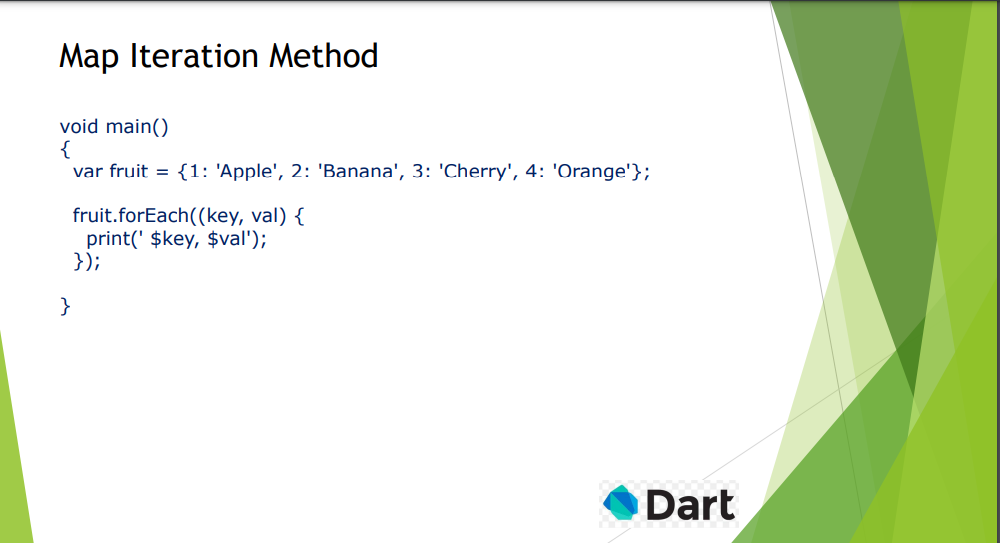 Map Iteration Method
void main()
{
var fruit = {1: 'Apple', 2: 'Banana', 3: 'Cherry', 4: 'Orange'};
fruit.forEach((key, val) {
print(' $key, $val');
});
}
Dart